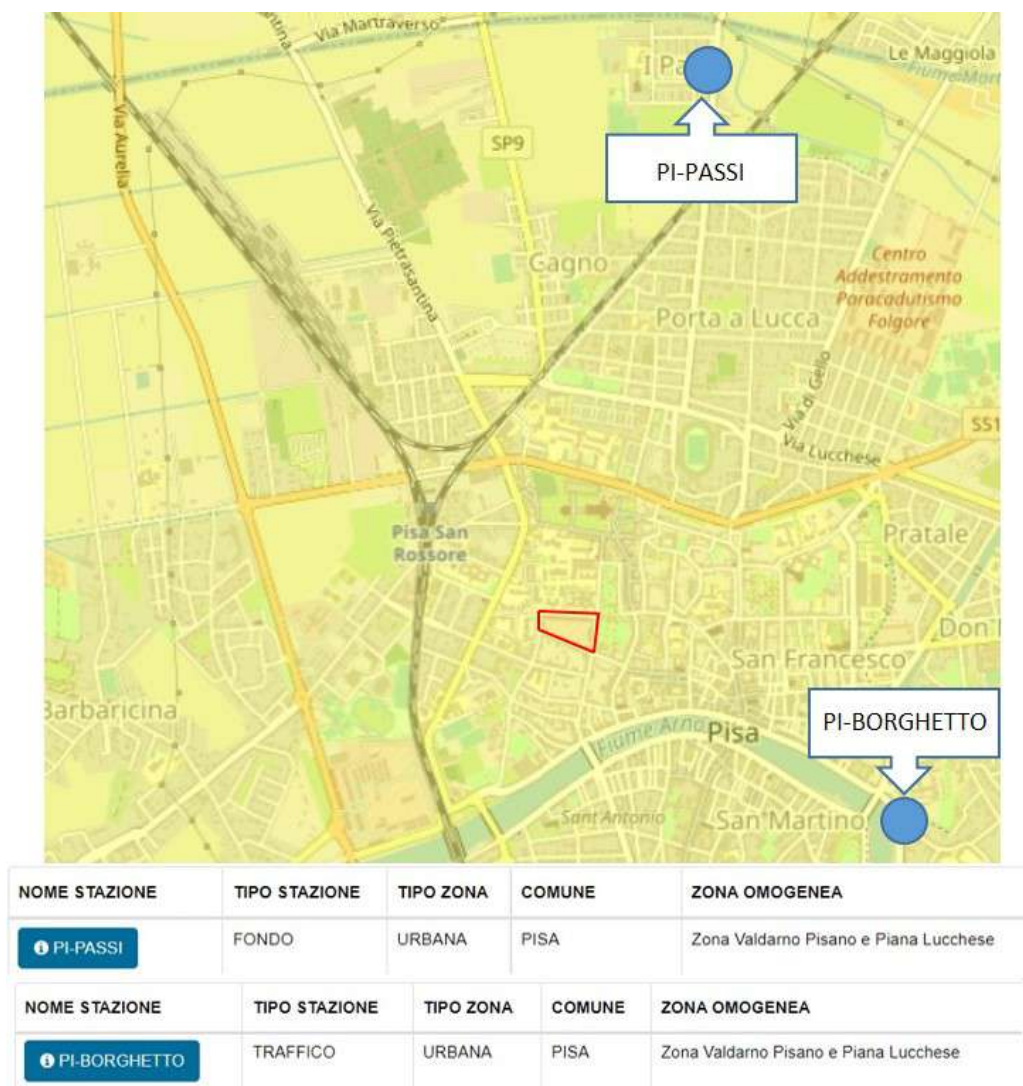 Via Martraverso
Le Maggiola
I Pa
PI-PASSI
SP9
Via Aurelia
Via Pietrasantina
Gagno
Centro
Addestramento
Paracadutismo
Folgore
Porta a Lucca
Via di Gello
SS1
Via Lucchese
Pisa San
Rossore
Pratale
Don
San Francesco
Barbaricina
PI-BORGHETTO
Fiume Arno
Pisa
Sant'Antonio
San Martino
NOME STAZIONE TIPO STAZIONE TIPO ZONA COMUNE ZONA OMOGENEA
PI-PASSI FONDO URBANA PISA Zona Valdarno Pisano e Piana Lucchese
NOME STAZIONE TIPO STAZIONE TIPO ZONA COMUNE ZONA OMOGENEA
PI-BORGHETTO TRAFFICO URBANA PISA Zona Valdarno Pisano e Piana Lucchese